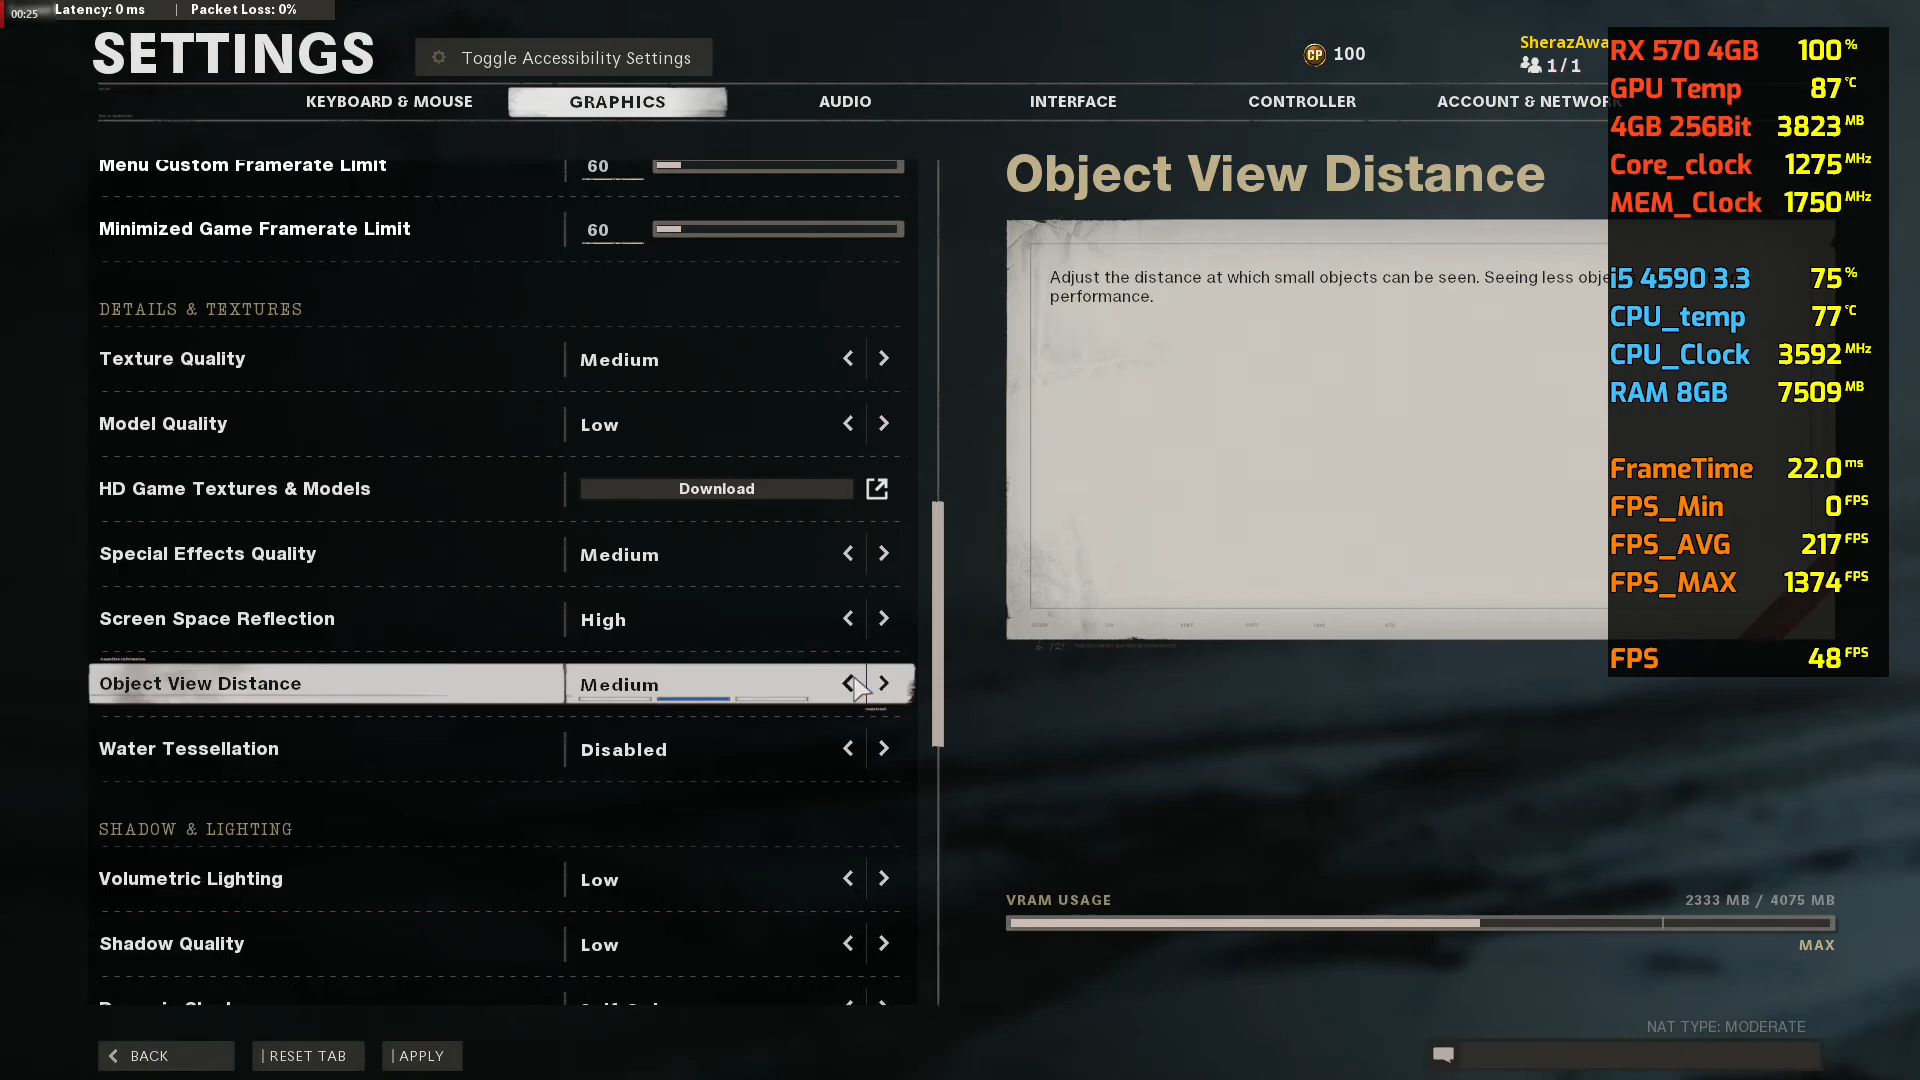 00:25 Latency: 0 ms | Packet Loss: 0%
SETTINGS
Toggle Accessibility Settings
CP 100
SherazAwa
1 / 1
KEYBOARD & MOUSE
GRAPHICS
AUDIO
INTERFACE
CONTROLLER
ACCOUNT & NETWORK
Menu Custom Framerate Limit 60
Minimized Game Framerate Limit 60
DETAILS & TEXTURES
Texture Quality Medium
Model Quality Low
HD Game Textures & Models Download
Special Effects Quality Medium
Screen Space Reflection High
Object View Distance Medium
Water Tessellation Disabled
SHADOW & LIGHTING
Volumetric Lighting Low
Shadow Quality Low
BACK
RESET TAB
APPLY
Object View Distance
Adjust the distance at which small objects can be seen. Seeing less obje
performance.
VRAM USAGE 2333 MB / 4075 MB
MAX
NAT TYPE: MODERATE
RX 570 4GB 100 %
GPU Temp 87 °C
4GB 256Bit 3823 MB
Core_clock 1275 MHz
MEM_Clock 1750 MHz
i5 4590 3.3 75 %
CPU_temp 77 °C
CPU_Clock 3592 MHz
RAM 8GB 7509 MB
FrameTime 22.0 ms
FPS_Min 0 FPS
FPS_AVG 217 FPS
FPS_MAX 1374 FPS
FPS 48 FPS